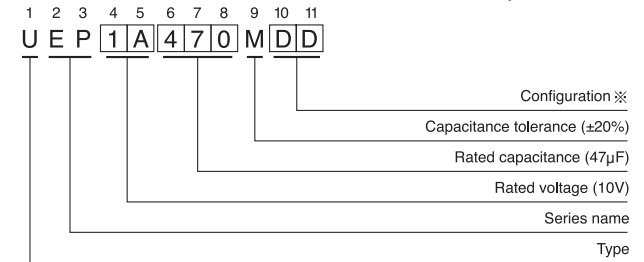 1 2 3 4 5 6 7 8 9 10 11
U E P 1 A 4 7 0 M D D
Configuration ※
Capacitance tolerance (±20%)
Rated capacitance (47µF)
Rated voltage (10V)
Series name
Type